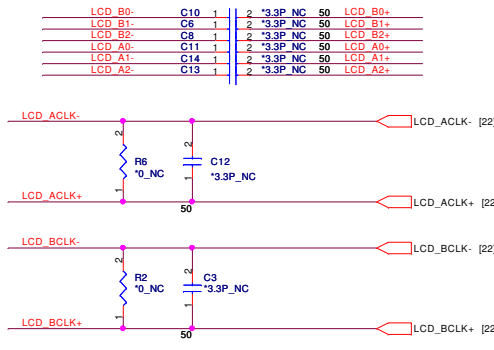 LCD_B0- C10 1 2 *3.3P_NC 50 LCD_B0+
LCD_B1- C6 1 2 *3.3P_NC 50 LCD_B1+
LCD_B2- C8 1 2 *3.3P_NC 50 LCD_B2+
LCD_A0- C11 1 2 *3.3P_NC 50 LCD_A0+
LCD_A1- C14 1 2 *3.3P_NC 50 LCD_A1+
LCD_A2- C13 1 2 *3.3P_NC 50 LCD_A2+
LCD_ACLK- LCD_ACLK- [22]
2 2
R6 C12
*0_NC *3.3P_NC
1 1
LCD_ACLK+ LCD_ACLK+ [22
50
LCD_BCLK- LCD_BCLK- [22]
2 2
R2 C3
*0_NC *3.3P_NC
1 1
LCD_BCLK+ LCD_BCLK+ [22
50